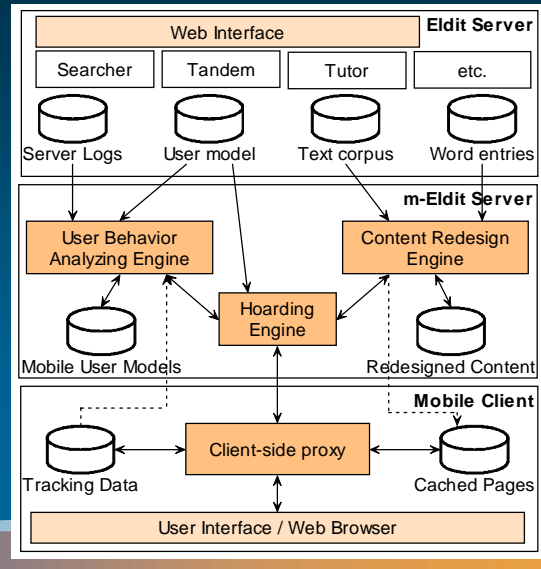 Eldit Server
Web Interface
Searcher
Tandem
Tutor
etc.
Server Logs
User model
Text corpus
Word entries
m-Eldit Server
User Behavior
Analyzing Engine
Content Redesign
Engine
Hoarding
Engine
Mobile User Models
Redesigned Content
Mobile Client
Client-side proxy
Tracking Data
Cached Pages
User Interface / Web Browser